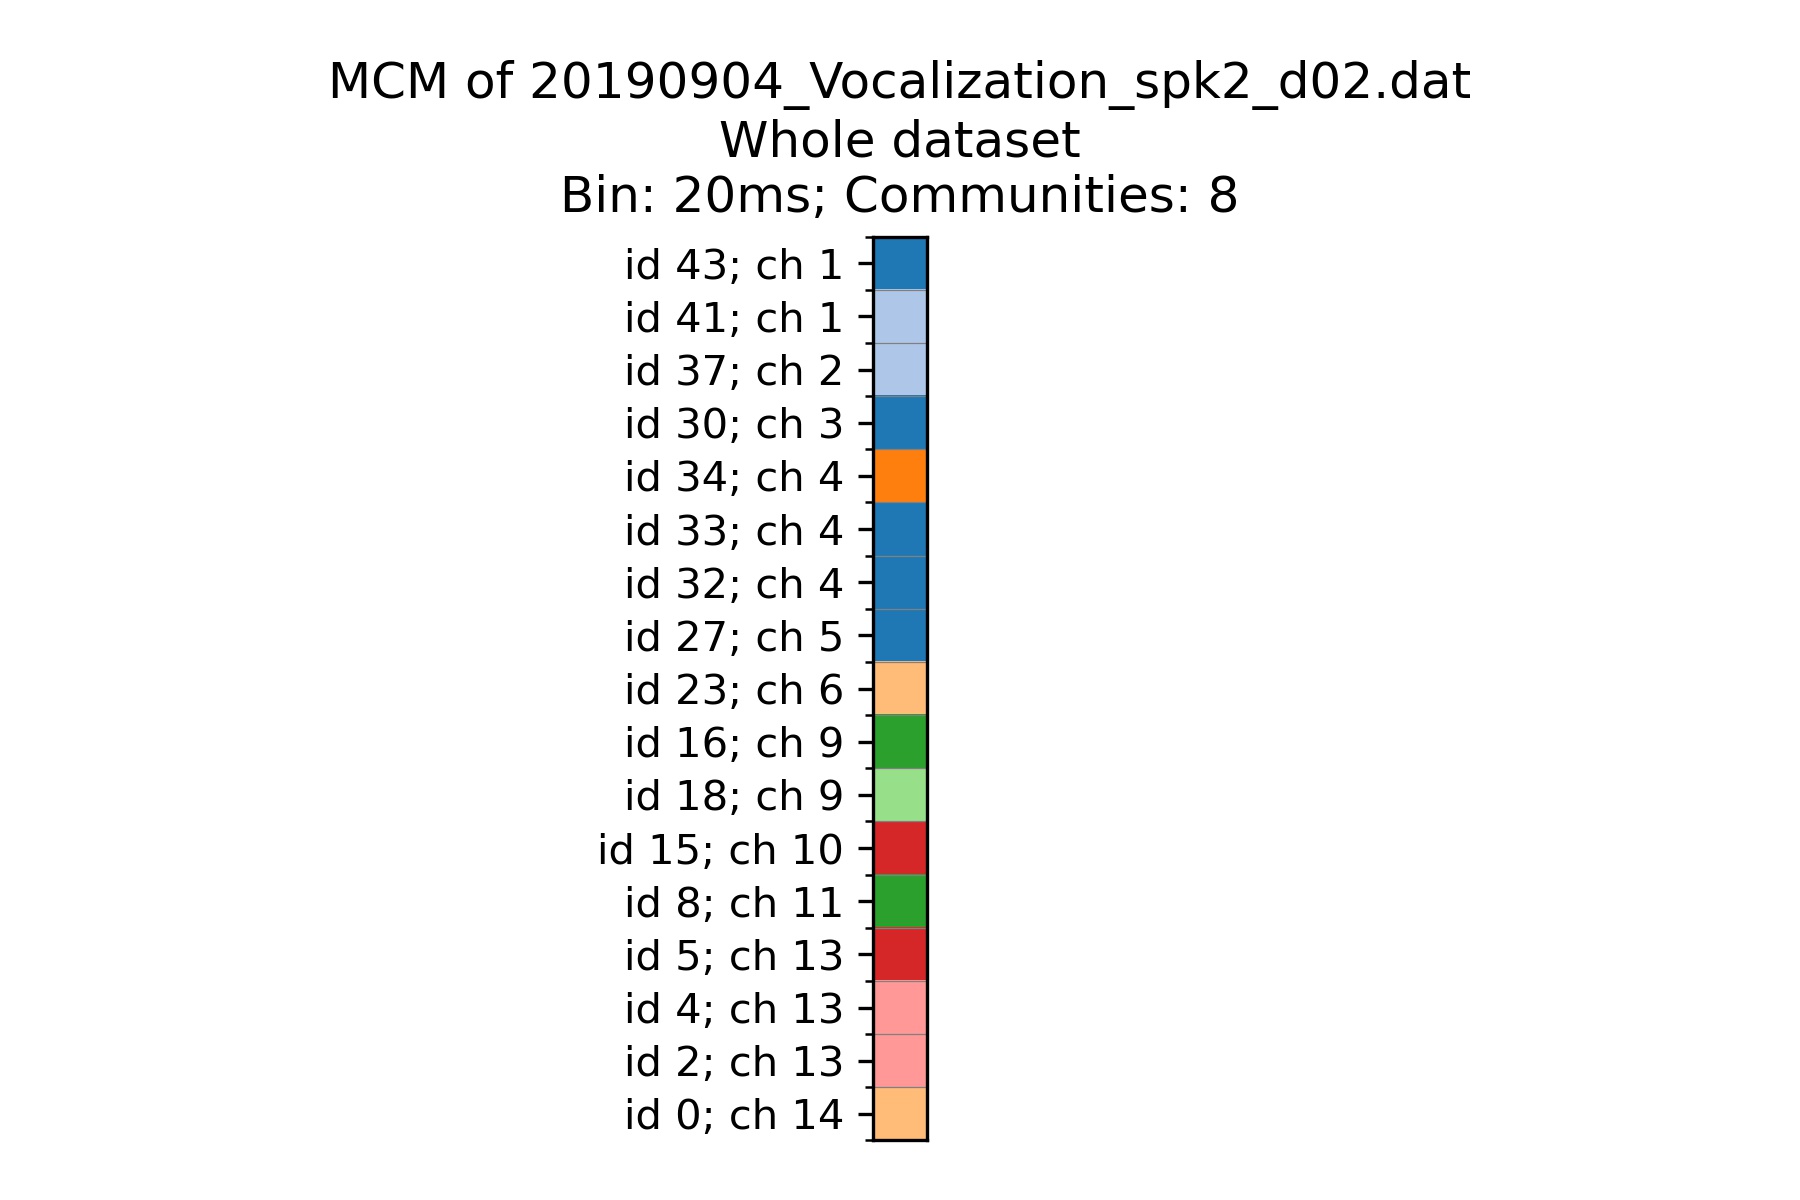 MCM of 20190904_Vocalization_spk2_d02.dat
Whole dataset
Bin: 20ms; Communities: 8
id 43; ch 1
id 41; ch 1
id 37; ch 2
id 30; ch 3
id 34; ch 4
id 33; ch 4
id 32; ch 4
id 27; ch 5
id 23; ch 6
id 16; ch 9
id 18; ch 9
id 15; ch 10
id 8; ch 11
id 5; ch 13
id 4; ch 13
id 2; ch 13
id 0; ch 14